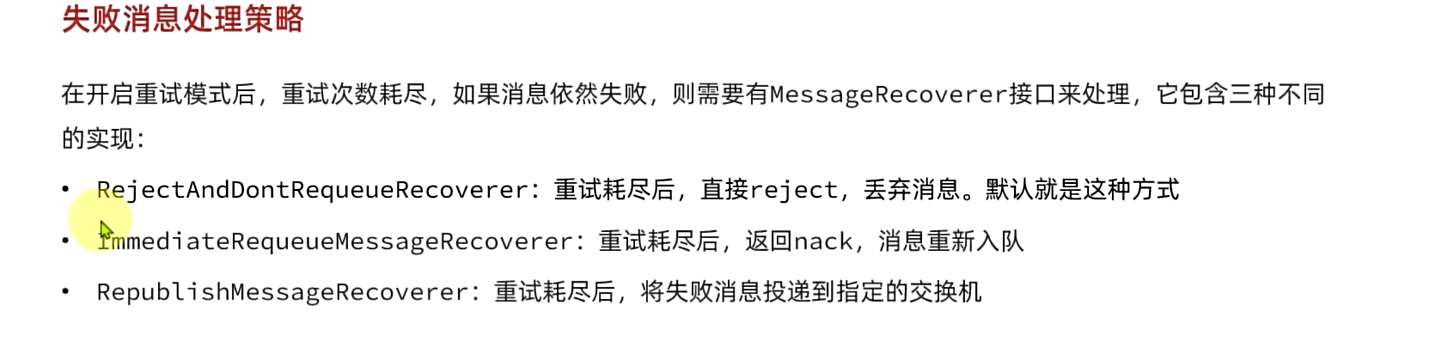 失败消息处理策略
在开启重试模式后，重试次数耗尽，如果消息依然失败，则需要有MessageRecoverer接口来处理，它包含三种不同
的实现：
• RejectAndDontRequeueRecoverer：重试耗尽后，直接reject，丢弃消息。默认就是这种方式
• ImmediateRequeueMessageRecoverer：重试耗尽后，返回nack，消息重新入队
• RepublishMessageRecoverer：重试耗尽后，将失败消息投递到指定的交换机